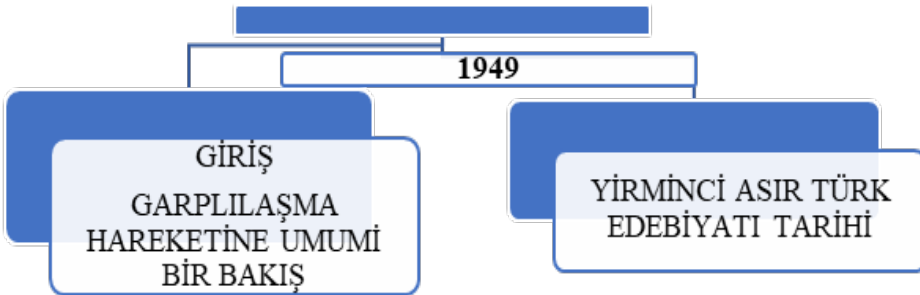 1949
GİRİŞ
GARPLILAŞMA
HAREKETİNE UMUMİ
BİR BAKIŞ
YİRMİNCİ ASIR TÜRK
EDEBİYATI TARİHİ